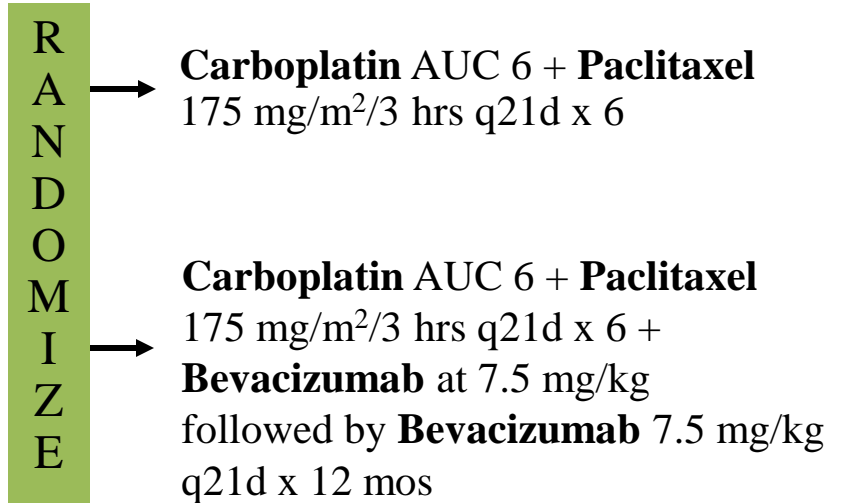 RANDOMIZE
Carboplatin AUC 6 + Paclitaxel
175 mg/m²/3 hrs q21d x 6
Carboplatin AUC 6 + Paclitaxel
175 mg/m²/3 hrs q21d x 6 +
Bevacizumab at 7.5 mg/kg
followed by Bevacizumab 7.5 mg/kg
q21d x 12 mos